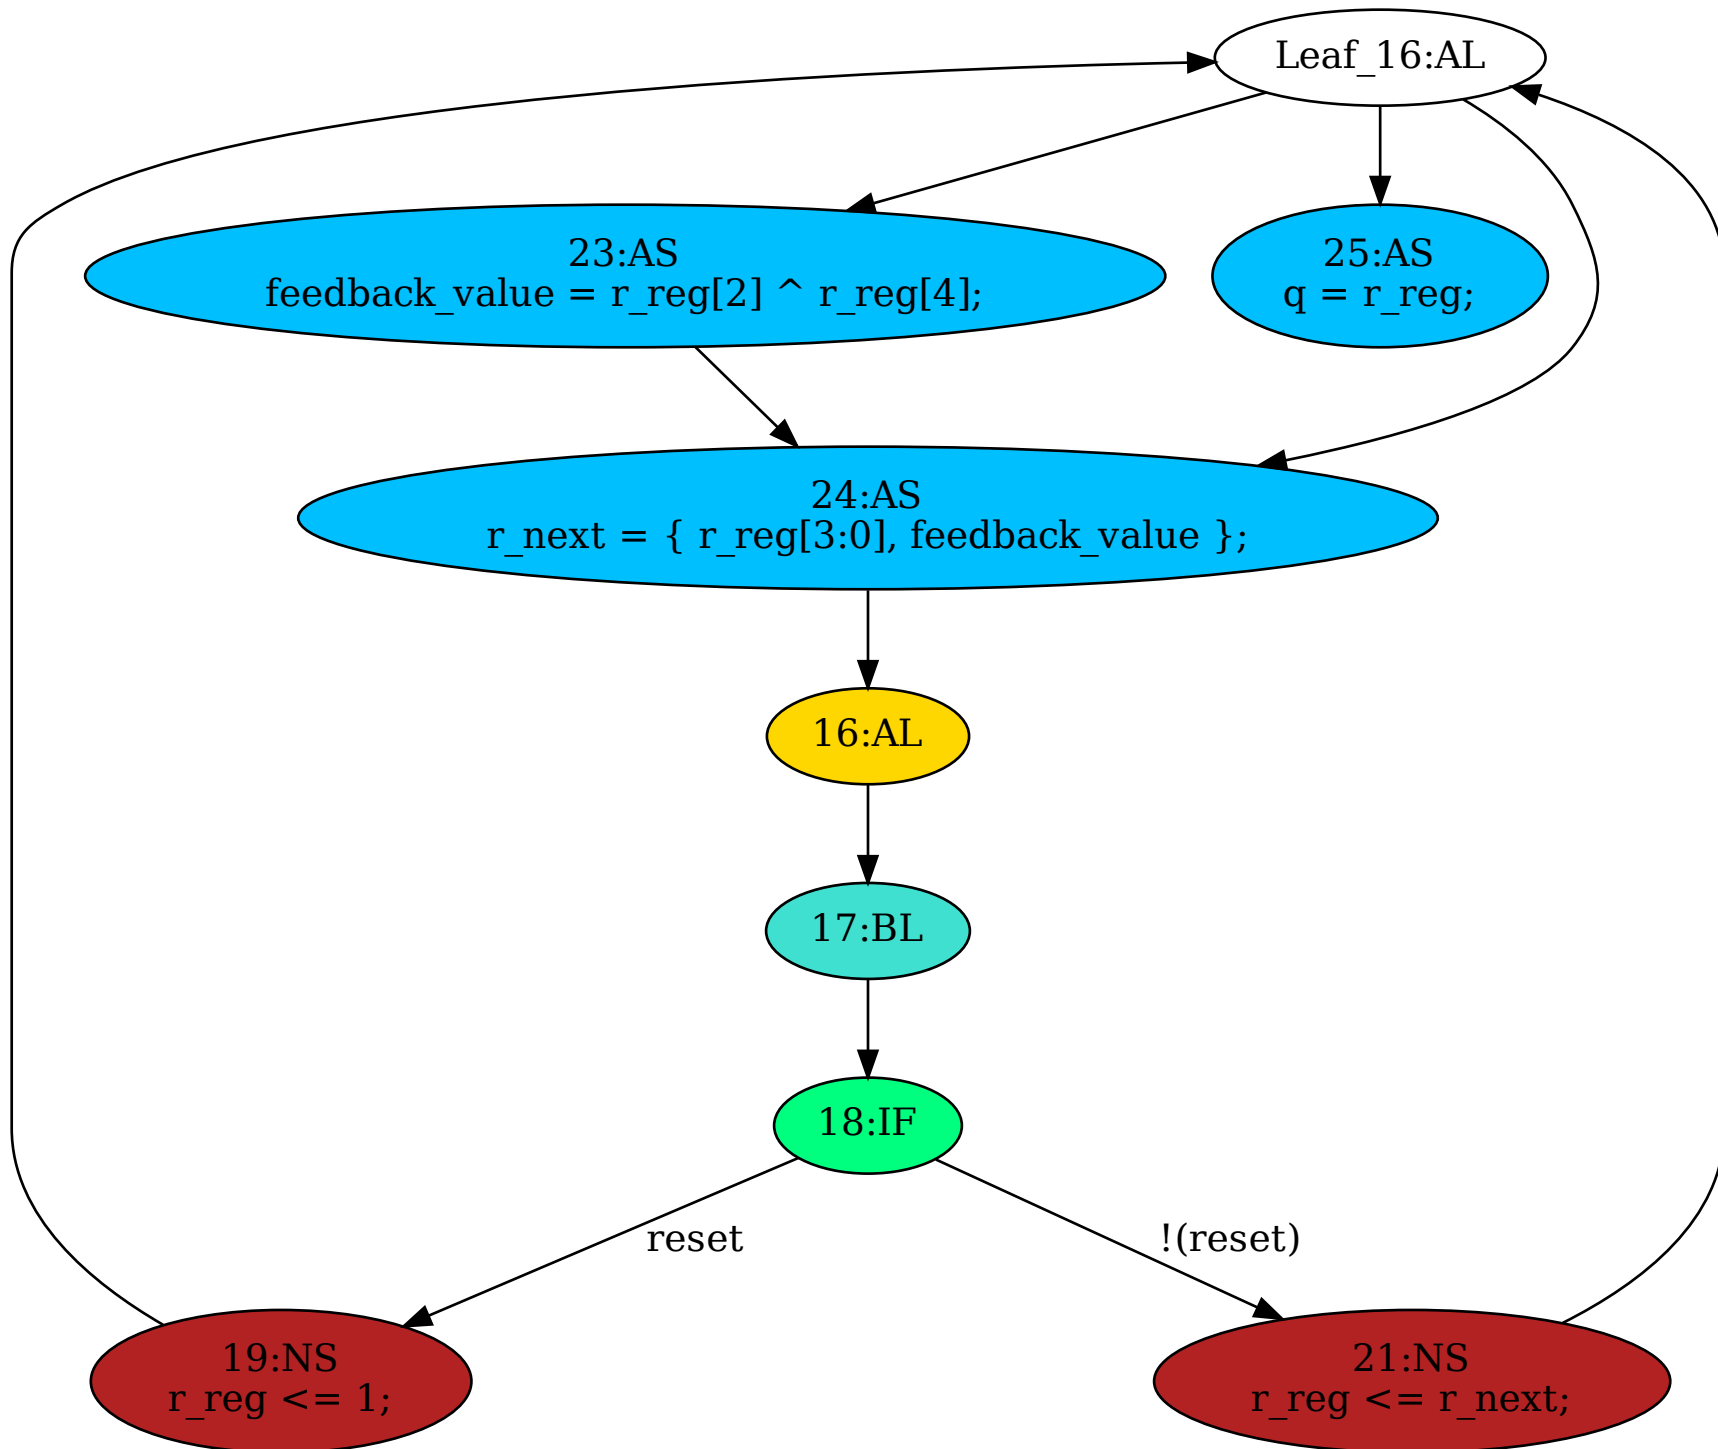 Leaf_16:AL
23:AS
feedback_value = r_reg[2] ^ r_reg[4];
25:AS
q = r_reg;
24:AS
r_next = { r_reg[3:0], feedback_value };
16:AL
17:BL
18:IF
reset
!(reset)
19:NS
r_reg <= 1;
21:NS
r_reg <= r_next;